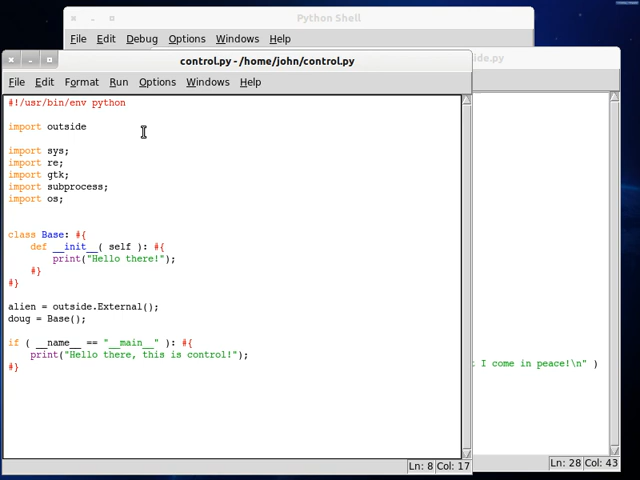 Python Shell
File Edit Debug Options Windows Help
ide.py
control.py - /home/john/control.py
File Edit Format Run Options Windows Help
#!/usr/bin/env python
import outside
import sys;
import re;
import gtk;
import subprocess;
import os;
class Base: #{
def __init__( self ): #{
print("Hello there!");
#}
#}
alien = outside.External();
doug = Base();
if ( __name__ == "__main__" ): #{
print("Hello there, this is control!");
#}
I come in peace!\n" )
Ln: 8 Col: 17
Ln: 28 Col: 43